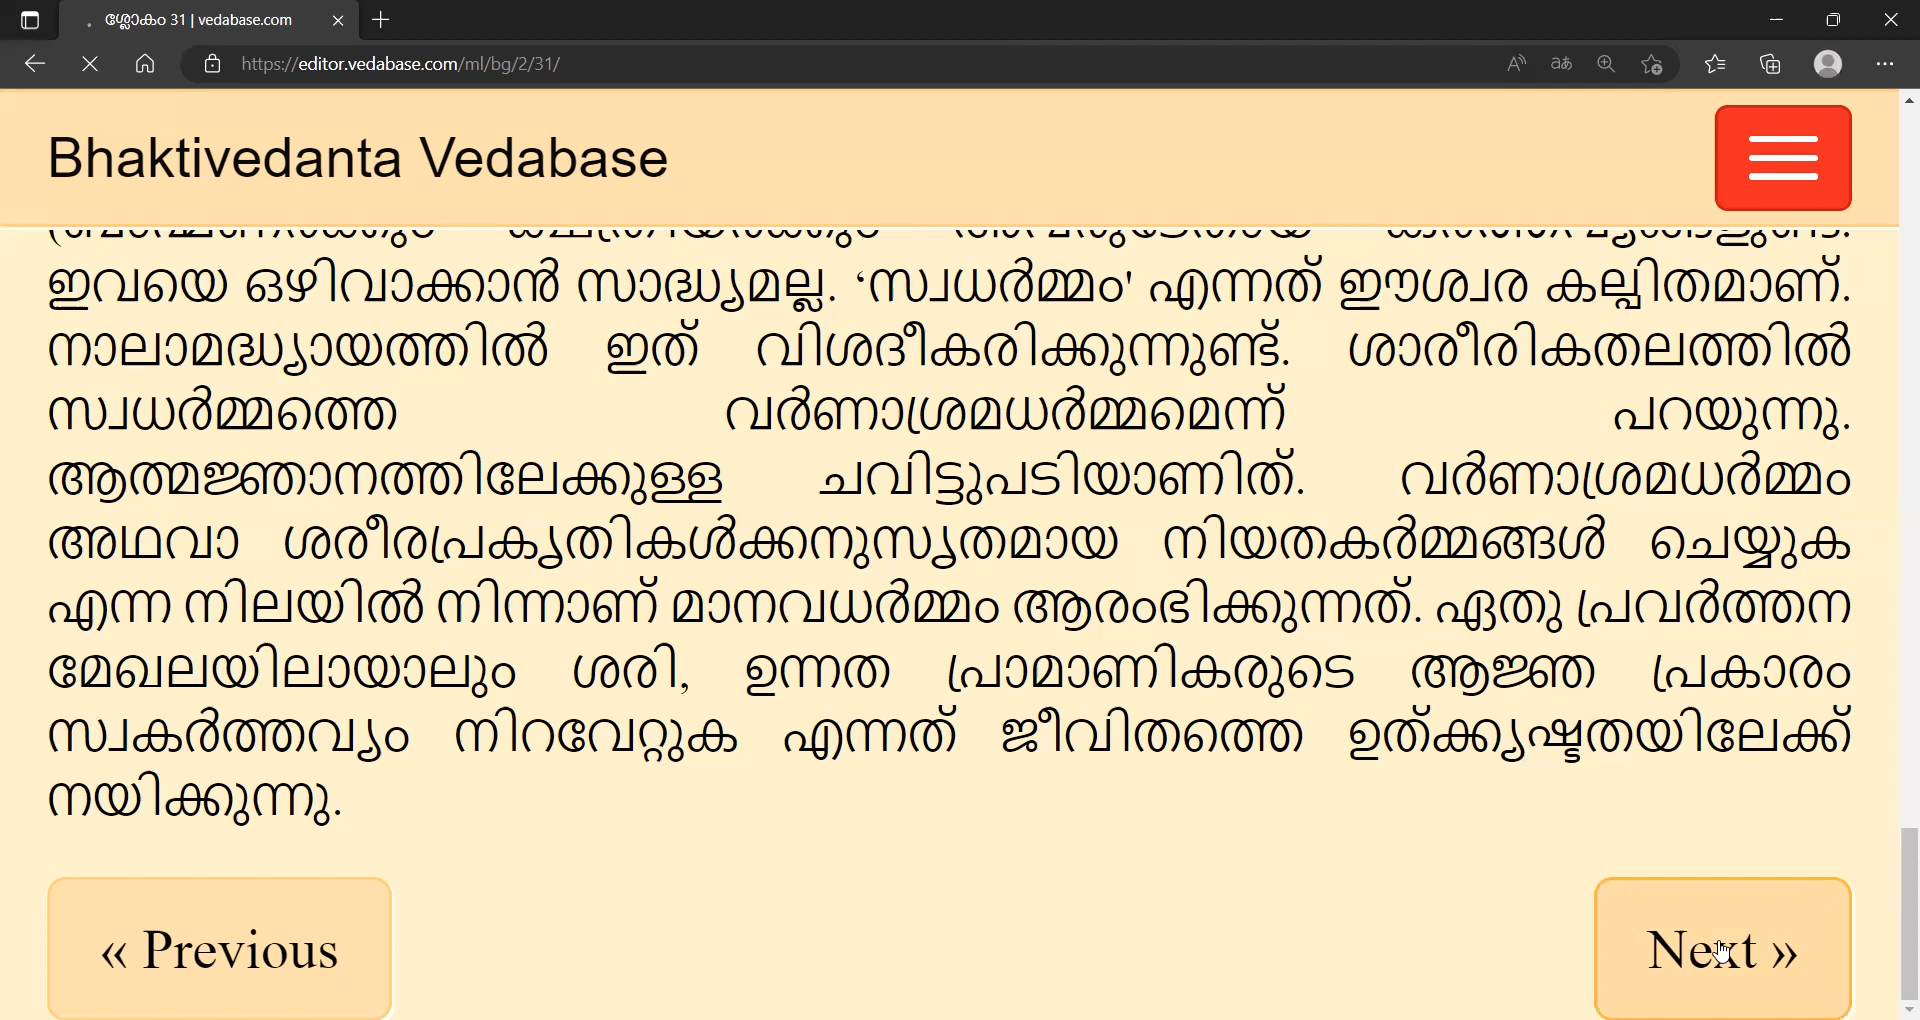 ശ്ലോകം 31 | vedabase.com
https://editor.vedabase.com/ml/bg/2/31/
Bhaktivedanta Vedabase
ഇവയെ ഒഴിവാക്കാൻ സാദ്ധ്യമല്ല. ‘സ്വധർമ്മം' എന്നത് ഈശ്വര കല്പിതമാണ്.
നാലാമദ്ധ്യായത്തിൽ ഇത് വിശദീകരിക്കുന്നുണ്ട്. ശാരീരികതലത്തിൽ
സ്വധർമ്മത്തെ വർണാശ്രമധർമ്മമെന്ന് പറയുന്നു.
ആത്മജ്ഞാനത്തിലേക്കുള്ള ചവിട്ടുപടിയാണിത്. വർണാശ്രമധർമ്മം
അഥവാ ശരീരപ്രകൃതികൾക്കനുസൃതമായ നിയതകർമ്മങ്ങൾ ചെയ്യുക
എന്ന നിലയിൽ നിന്നാണ് മാനവധർമ്മം ആരംഭിക്കുന്നത്. ഏതു പ്രവർത്തന
മേഖലയിലായാലും ശരി, ഉന്നത പ്രാമാണികരുടെ ആജ്ഞ പ്രകാരം
സ്വകർത്തവ്യം നിറവേറ്റുക എന്നത് ജീവിതത്തെ ഉത്ക്കൃഷ്ടതയിലേക്ക്
നയിക്കുന്നു.
« Previous
Next »